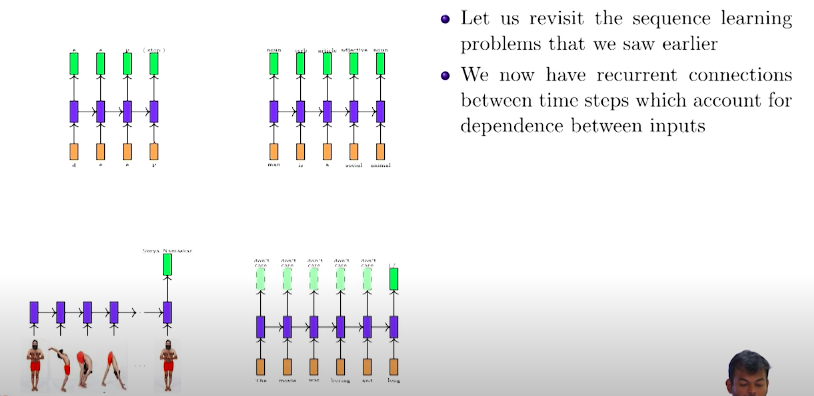 Let us revisit the sequence learning
problems that we saw earlier
We now have recurrent connections
between time steps which account for
dependence between inputs
e e p ⟨ stop ⟩
d e e p
noun verb article adjective noun
man is a social animal
Surya Namaskar
...
don't don't don't don't don't
care care care care care
+/-
The movie was boring and long